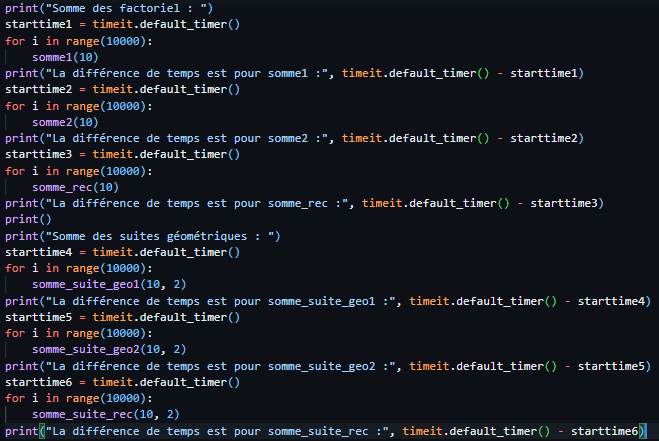 print("Somme des factoriel : ")
starttime1 = timeit.default_timer()
for i in range(10000):
    somme1(10)
print("La différence de temps est pour somme1 :", timeit.default_timer() - starttime1)
starttime2 = timeit.default_timer()
for i in range(10000):
    somme2(10)
print("La différence de temps est pour somme2 :", timeit.default_timer() - starttime2)
starttime3 = timeit.default_timer()
for i in range(10000):
    somme_rec(10)
print("La différence de temps est pour somme_rec :", timeit.default_timer() - starttime3)
print()
print("Somme des suites géométriques : ")
starttime4 = timeit.default_timer()
for i in range(10000):
    somme_suite_geo1(10, 2)
print("La différence de temps est pour somme_suite_geo1 :", timeit.default_timer() - starttime4)
starttime5 = timeit.default_timer()
for i in range(10000):
    somme_suite_geo2(10, 2)
print("La différence de temps est pour somme_suite_geo2 :", timeit.default_timer() - starttime5)
starttime6 = timeit.default_timer()
for i in range(10000):
    somme_suite_rec(10, 2)
print("La différence de temps est pour somme_suite_rec :", timeit.default_timer() - starttime6)